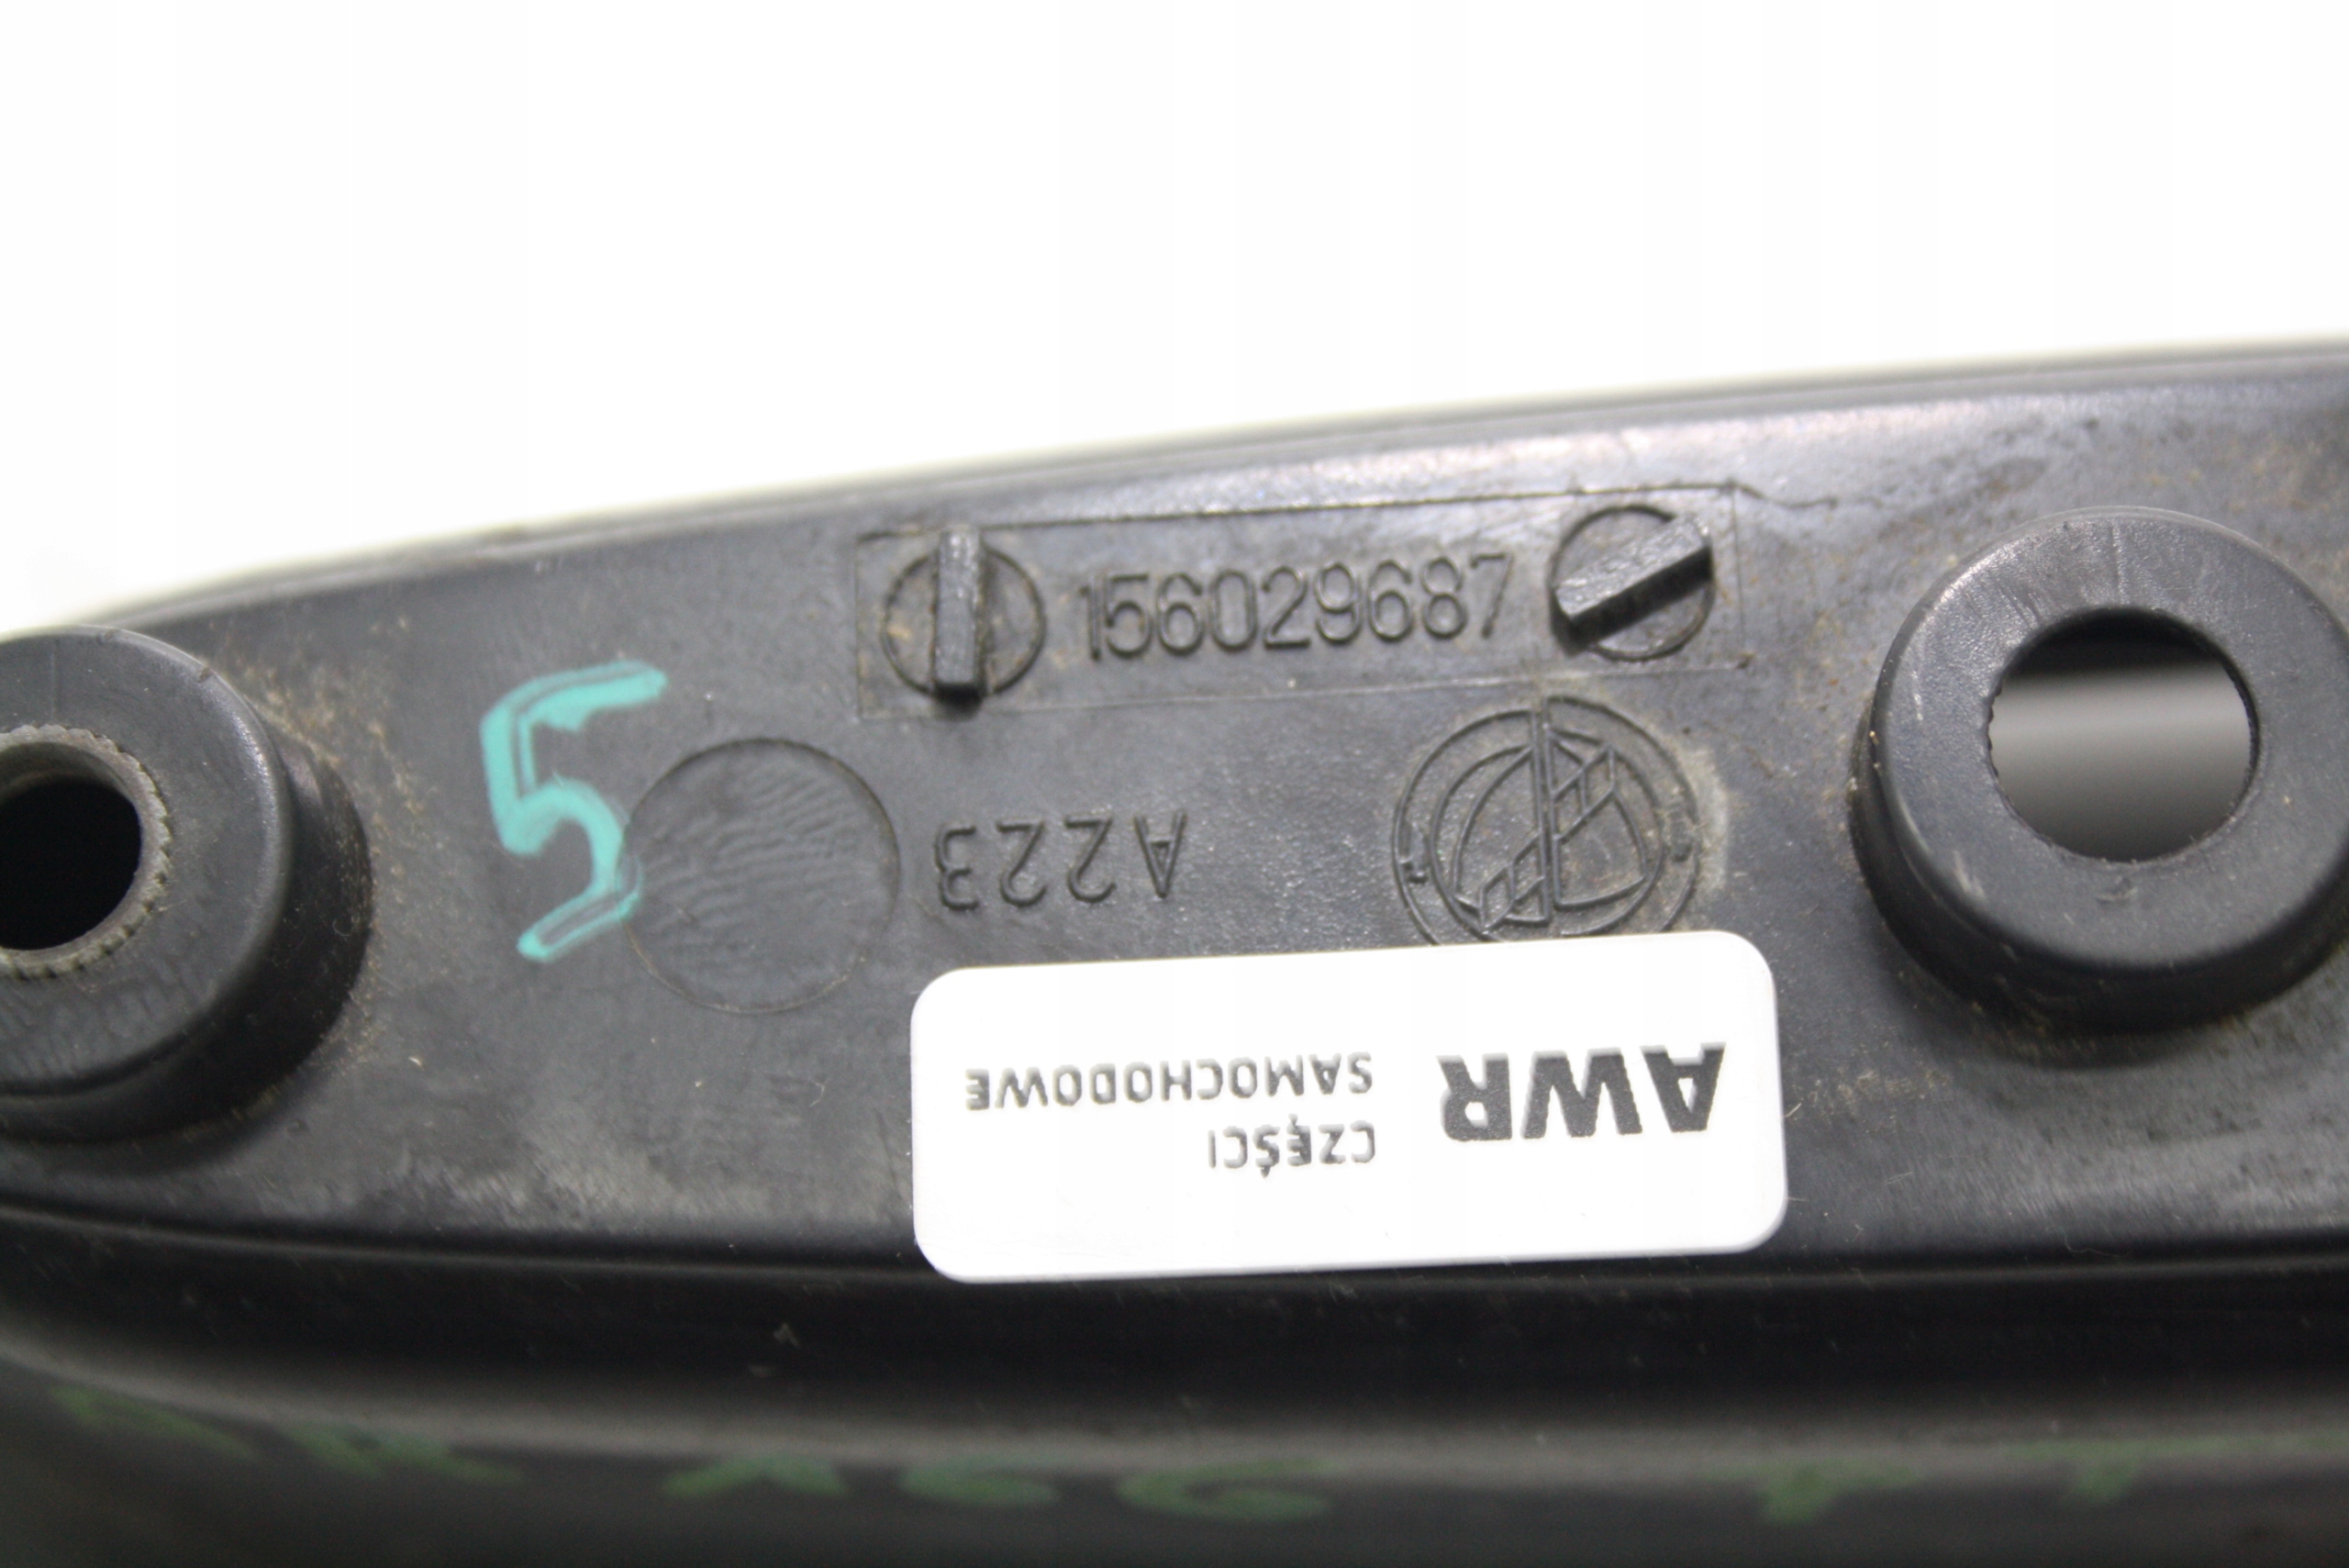 156029687
5
A223
AWR
CZĘŚCI
SAMOCHODOWE